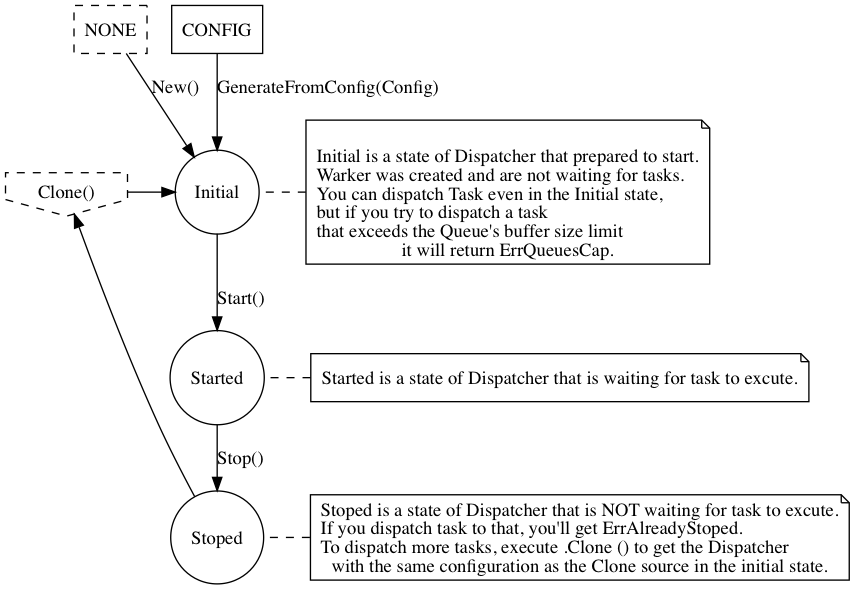 NONE
CONFIG
New()
GenerateFromConfig(Config)
Initial is a state of Dispatcher that prepared to start.
Warker was created and are not waiting for tasks.
You can dispatch Task even in the Initial state,
but if you try to dispatch a task
that exceeds the Queue's buffer size limit
it will return ErrQueuesCap.
Clone()
Initial
Start()
Started
Started is a state of Dispatcher that is waiting for task to excute.
Stop()
Stoped
Stoped is a state of Dispatcher that is NOT waiting for task to excute.
If you dispatch task to that, you'll get ErrAlreadyStoped.
To dispatch more tasks, execute .Clone () to get the Dispatcher
with the same configuration as the Clone source in the initial state.